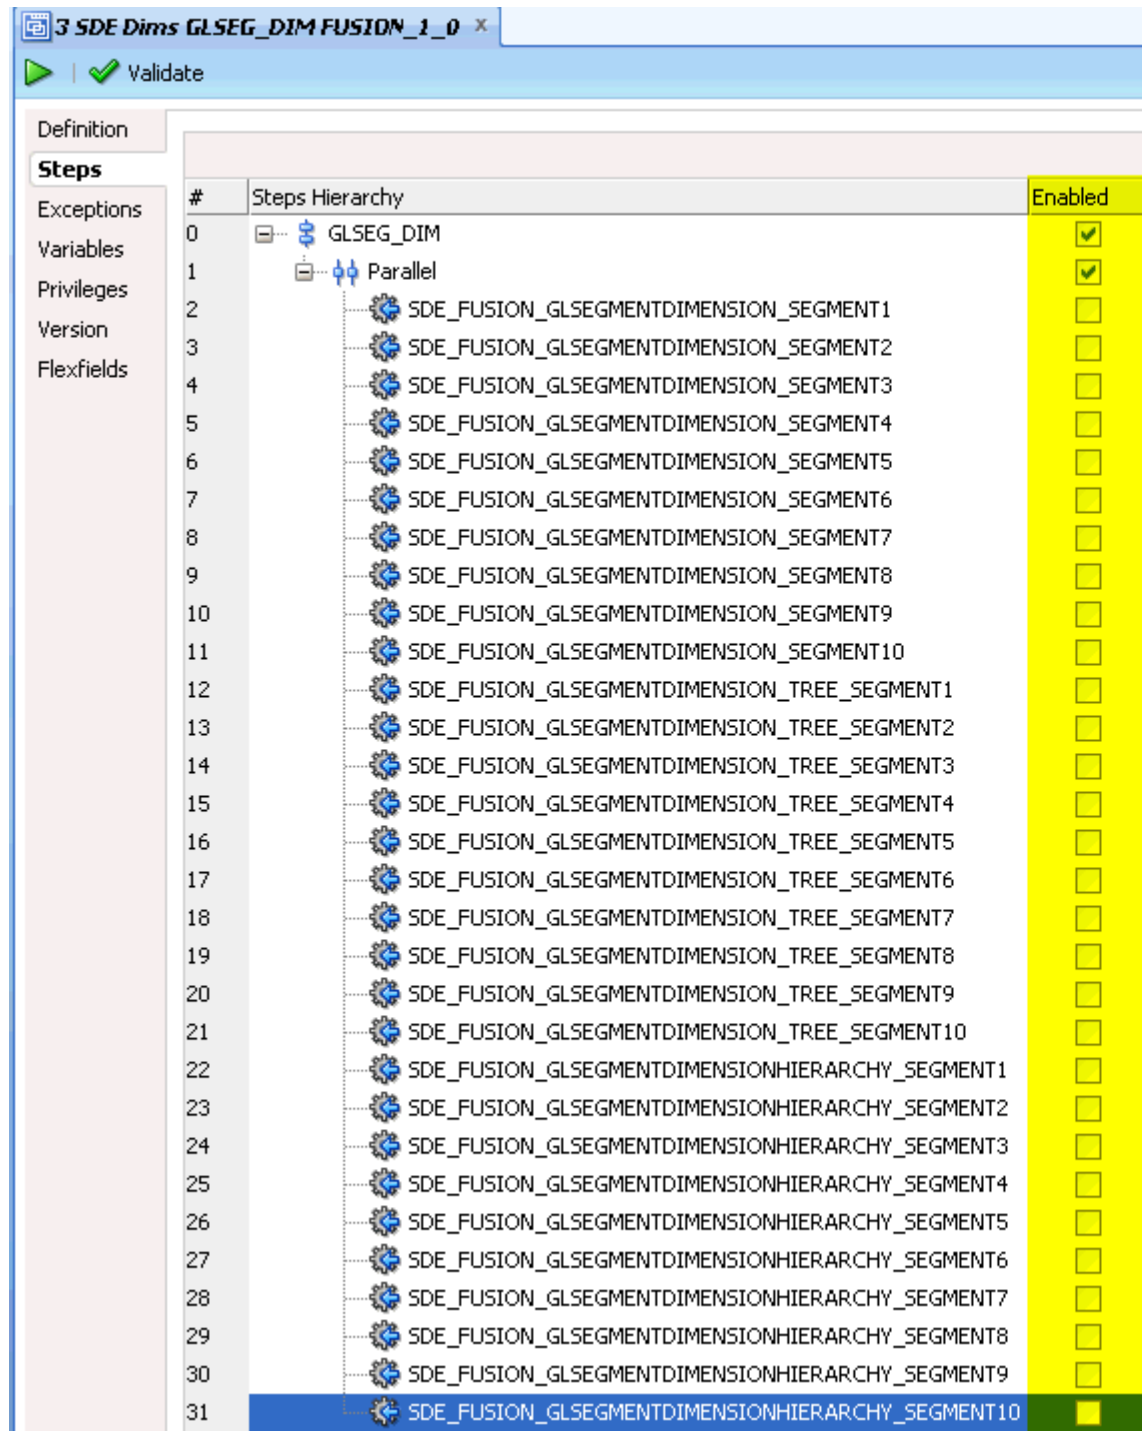 3 SDE Dims GLSEG_DIM FUSION_1_0 ×
Validate
Definition
Steps
Exceptions
Variables
Privileges
Version
Flexfields
# Steps Hierarchy Enabled
0 GLSEG_DIM
1 Parallel
2 SDE_FUSION_GLSEGMENTDIMENSION_SEGMENT1
3 SDE_FUSION_GLSEGMENTDIMENSION_SEGMENT2
4 SDE_FUSION_GLSEGMENTDIMENSION_SEGMENT3
5 SDE_FUSION_GLSEGMENTDIMENSION_SEGMENT4
6 SDE_FUSION_GLSEGMENTDIMENSION_SEGMENT5
7 SDE_FUSION_GLSEGMENTDIMENSION_SEGMENT6
8 SDE_FUSION_GLSEGMENTDIMENSION_SEGMENT7
9 SDE_FUSION_GLSEGMENTDIMENSION_SEGMENT8
10 SDE_FUSION_GLSEGMENTDIMENSION_SEGMENT9
11 SDE_FUSION_GLSEGMENTDIMENSION_SEGMENT10
12 SDE_FUSION_GLSEGMENTDIMENSION_TREE_SEGMENT1
13 SDE_FUSION_GLSEGMENTDIMENSION_TREE_SEGMENT2
14 SDE_FUSION_GLSEGMENTDIMENSION_TREE_SEGMENT3
15 SDE_FUSION_GLSEGMENTDIMENSION_TREE_SEGMENT4
16 SDE_FUSION_GLSEGMENTDIMENSION_TREE_SEGMENT5
17 SDE_FUSION_GLSEGMENTDIMENSION_TREE_SEGMENT6
18 SDE_FUSION_GLSEGMENTDIMENSION_TREE_SEGMENT7
19 SDE_FUSION_GLSEGMENTDIMENSION_TREE_SEGMENT8
20 SDE_FUSION_GLSEGMENTDIMENSION_TREE_SEGMENT9
21 SDE_FUSION_GLSEGMENTDIMENSION_TREE_SEGMENT10
22 SDE_FUSION_GLSEGMENTDIMENSIONHIERARCHY_SEGMENT1
23 SDE_FUSION_GLSEGMENTDIMENSIONHIERARCHY_SEGMENT2
24 SDE_FUSION_GLSEGMENTDIMENSIONHIERARCHY_SEGMENT3
25 SDE_FUSION_GLSEGMENTDIMENSIONHIERARCHY_SEGMENT4
26 SDE_FUSION_GLSEGMENTDIMENSIONHIERARCHY_SEGMENT5
27 SDE_FUSION_GLSEGMENTDIMENSIONHIERARCHY_SEGMENT6
28 SDE_FUSION_GLSEGMENTDIMENSIONHIERARCHY_SEGMENT7
29 SDE_FUSION_GLSEGMENTDIMENSIONHIERARCHY_SEGMENT8
30 SDE_FUSION_GLSEGMENTDIMENSIONHIERARCHY_SEGMENT9
31 SDE_FUSION_GLSEGMENTDIMENSIONHIERARCHY_SEGMENT10